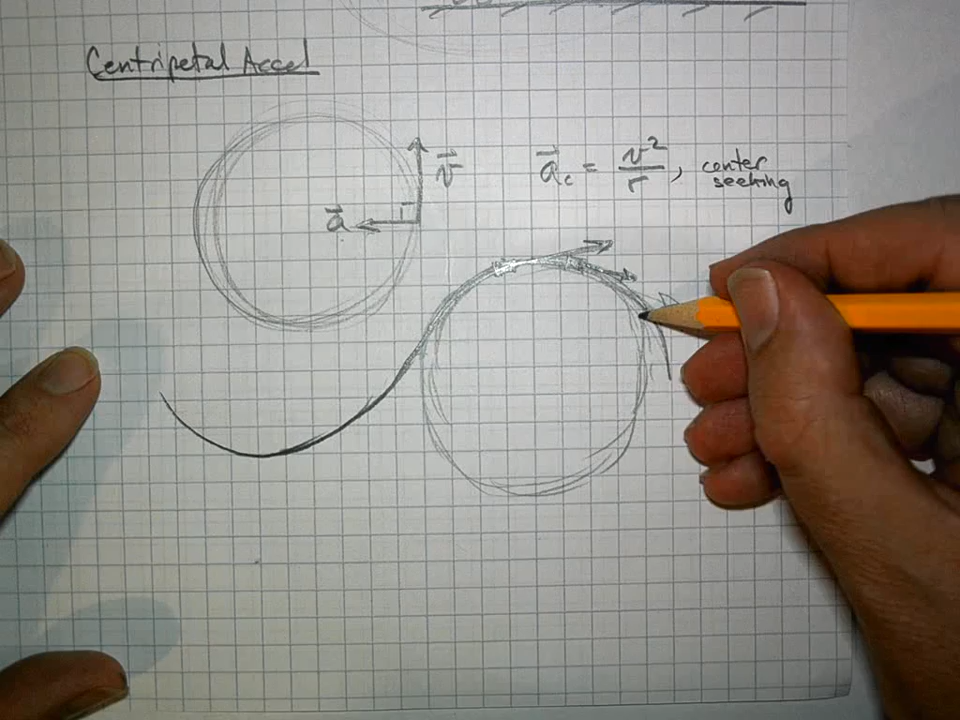 Centripetal Accel
v⃗
a⃗c = v²/r, center seeking
a⃗